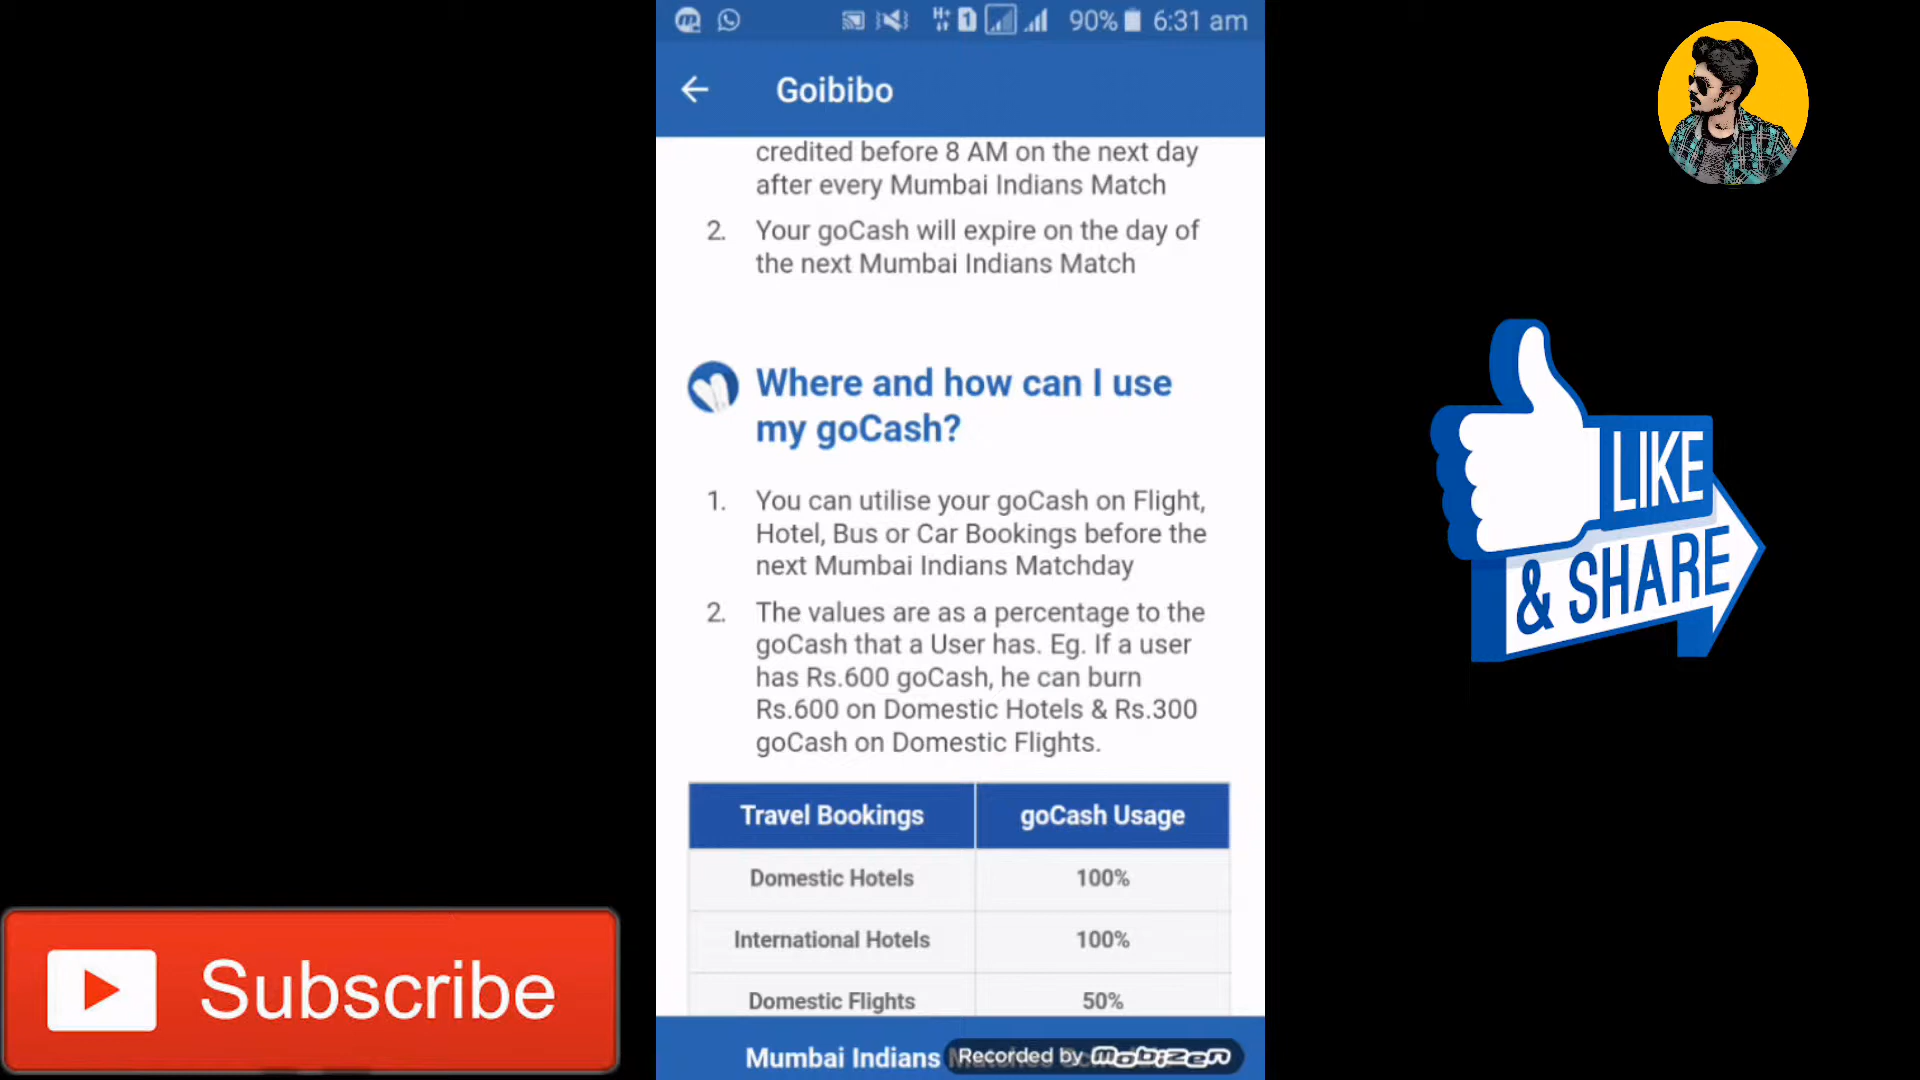 90% 6:31 am
Goibibo
credited before 8 AM on the next day
after every Mumbai Indians Match
2. Your goCash will expire on the day of
the next Mumbai Indians Match
Where and how can I use
my goCash?
1. You can utilise your goCash on Flight,
Hotel, Bus or Car Bookings before the
next Mumbai Indians Matchday
2. The values are as a percentage to the
goCash that a User has. Eg. If a user
has Rs.600 goCash, he can burn
Rs.600 on Domestic Hotels & Rs.300
goCash on Domestic Flights.
Travel Bookings goCash Usage
Domestic Hotels 100%
International Hotels 100%
Domestic Flights 50%
Mumbai Indians
Recorded by mobizen
Subscribe
LIKE
& SHARE